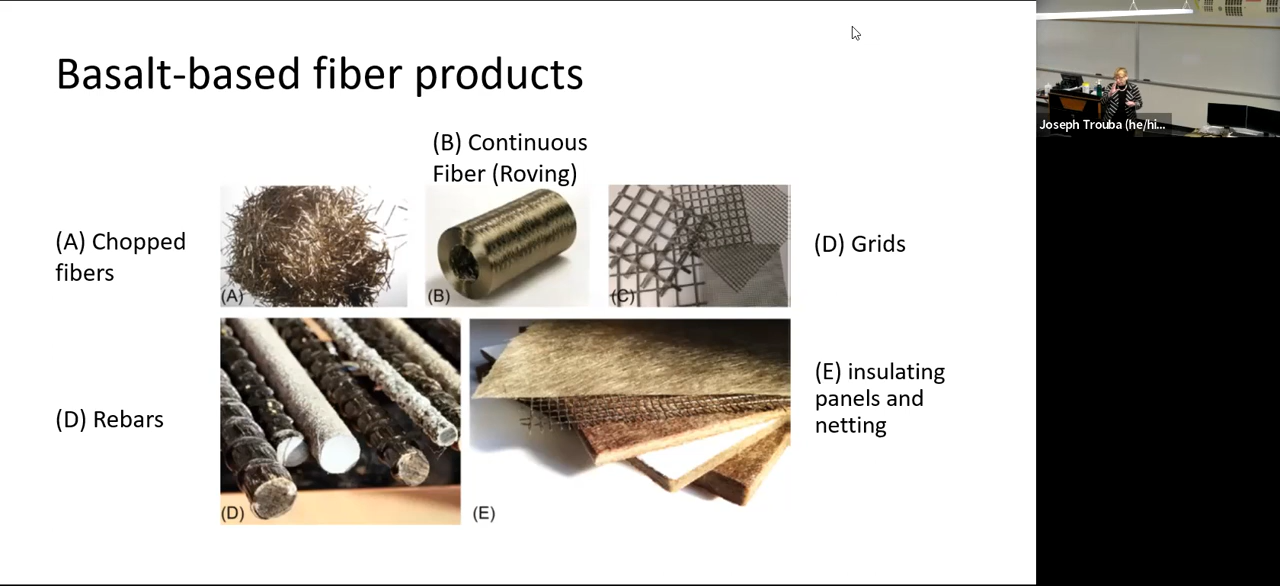 Basalt-based fiber products
(B) Continuous
Fiber (Roving)
(A) Chopped
fibers
(A)
(B)
(C)
(D) Grids
(D) Rebars
(D)
(E)
(E) insulating
panels and
netting
Joseph Trouba (he/hi...